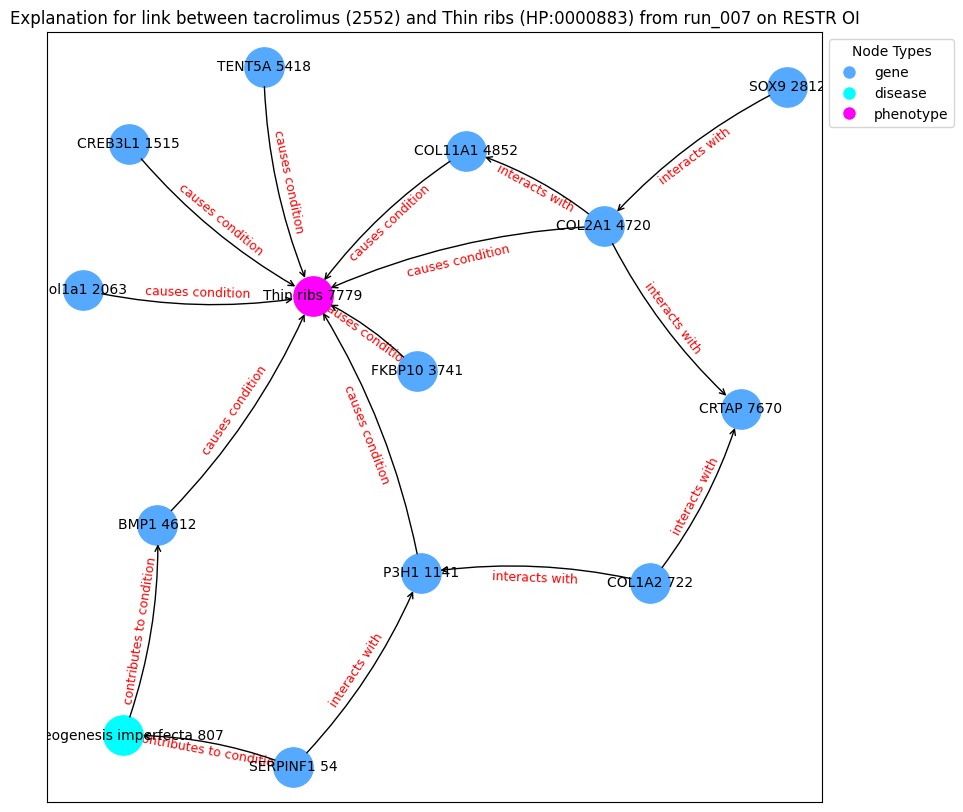 Explanation for link between tacrolimus (2552) and Thin ribs (HP:0000883) from run_007 on RESTR OI
Node Types
gene
disease
phenotype
TENT5A 5418
SOX9 2812
CREB3L1 1515
COL11A1 4852
causes condition
interacts with
interacts with
causes condition
causes condition
COL2A1 4720
causes condition
ol1a1 2063
causes condition
Thin ribs 7779
interacts with
causes condition
FKBP10 3741
causes condition
causes condition
CRTAP 7670
interacts with
BMP1 4612
P3H1 1141
interacts with
COL1A2 722
contributes to condition
interacts with
eogenesis imperfecta 807
ontributes to condition
SERPINF1 54